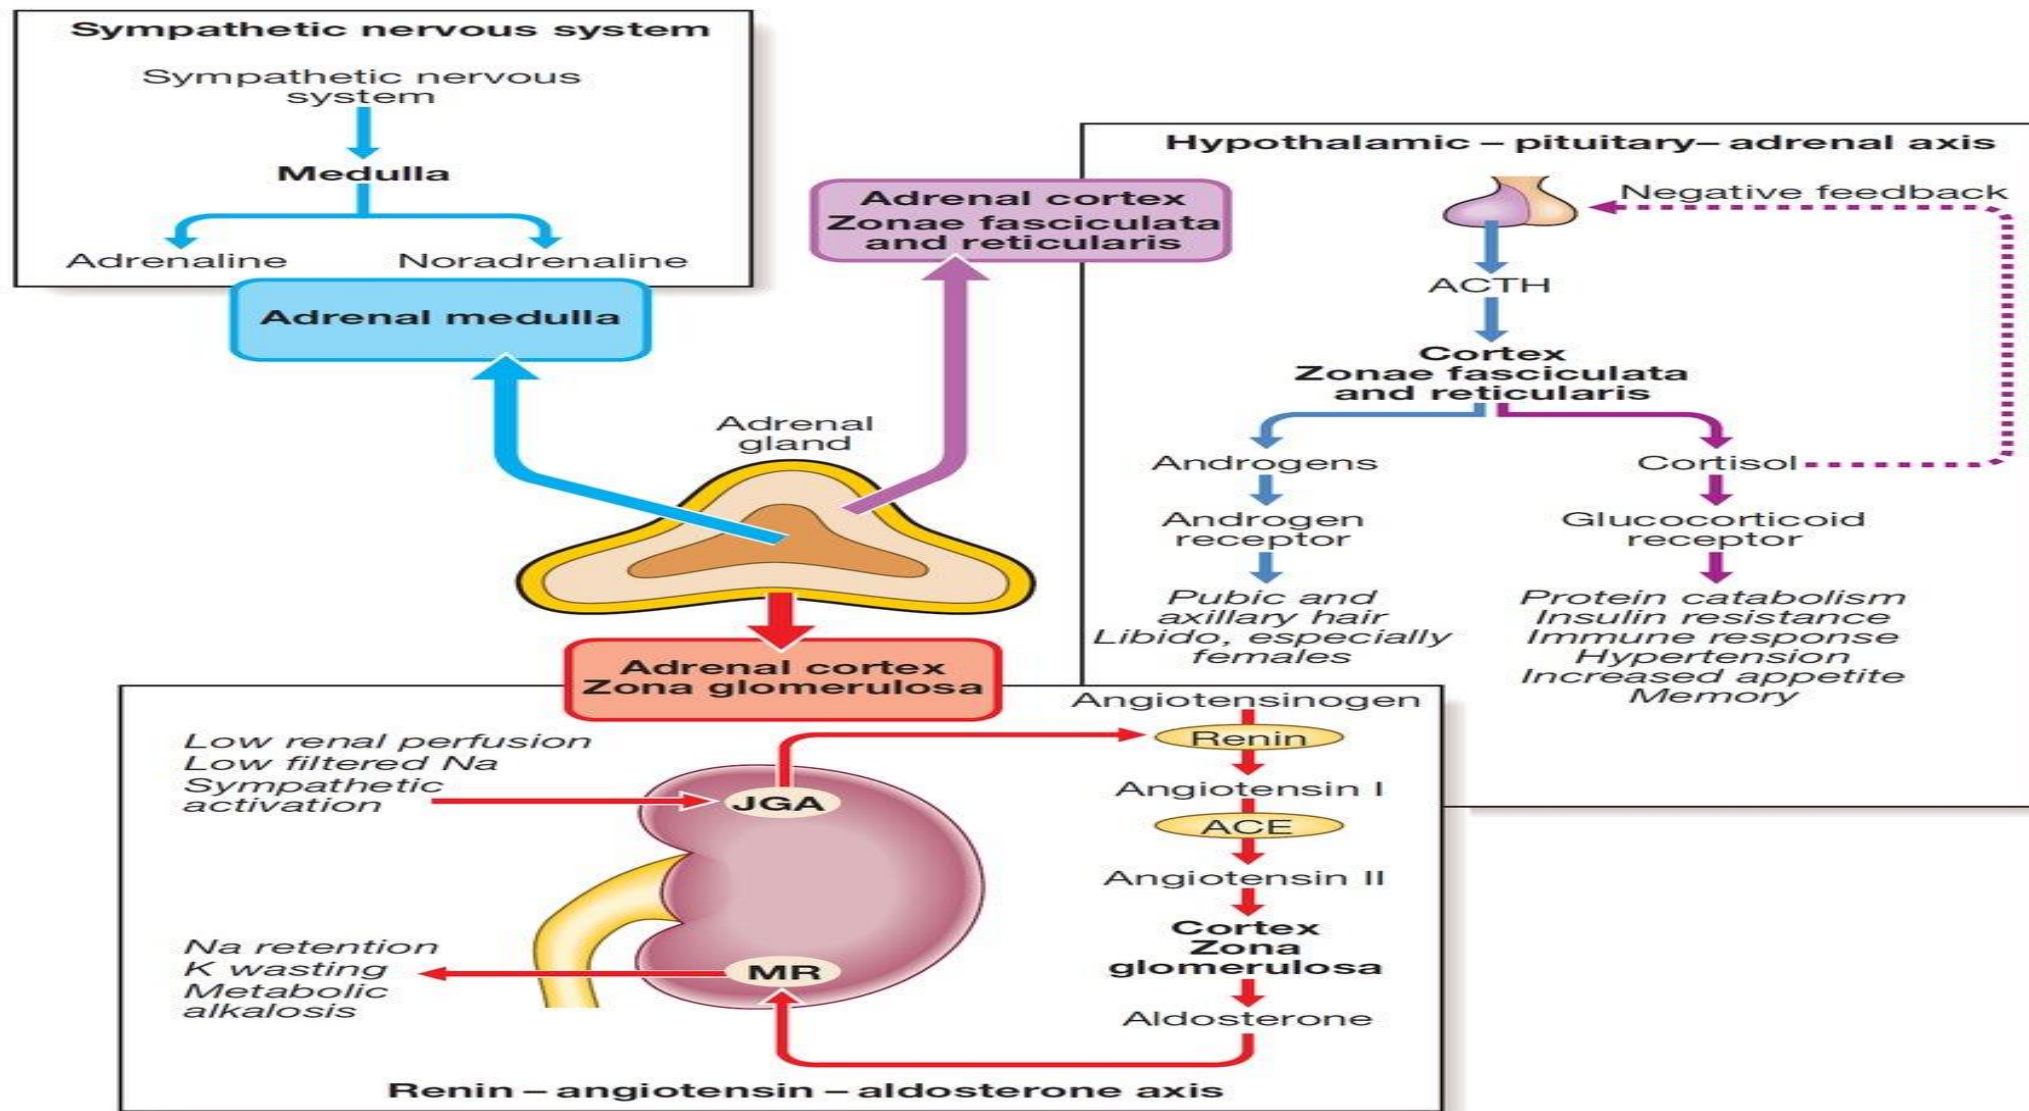 Sympathetic nervous system
Sympathetic nervous
system
Medulla
Adrenaline
Noradrenaline
Adrenal medulla
Adrenal cortex
Zonae fasciculata
and reticularis
Hypothalamic – pituitary– adrenal axis
Negative feedback
ACTH
Cortex
Zonae fasciculata
and reticularis
Androgens
Androgen
receptor
Pubic and
axillary hair
Libido, especially
females
Cortisol
Glucocorticoid
receptor
Protein catabolism
Insulin resistance
Immune response
Hypertension
Increased appetite
Memory
Adrenal
gland
Adrenal cortex
Zona glomerulosa
Low renal perfusion
Low filtered Na
Sympathetic
activation
JGA
Angiotensinogen
Renin
Angiotensin I
ACE
Angiotensin II
Cortex
Zona
glomerulosa
Aldosterone
MR
Na retention
K wasting
Metabolic
alkalosis
Renin – angiotensin – aldosterone axis